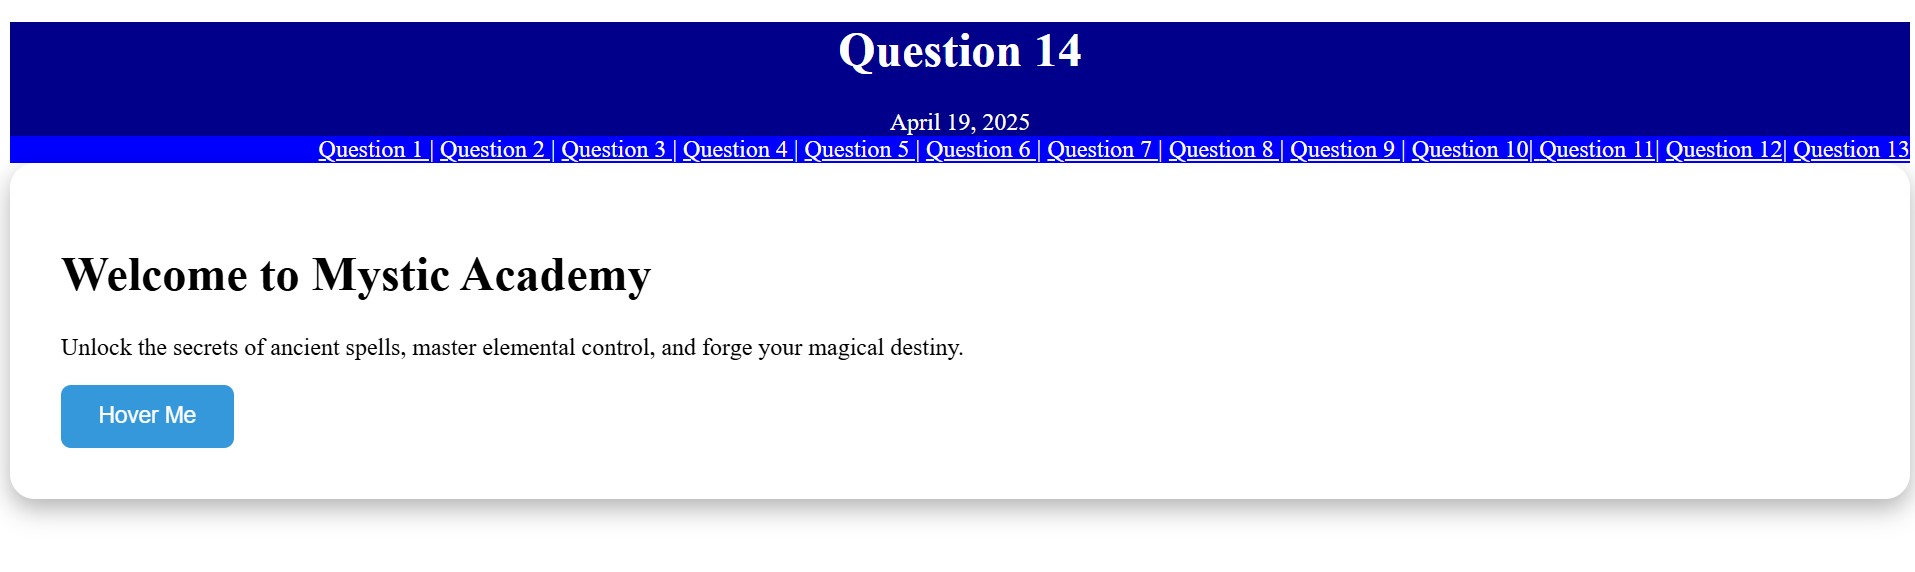 Question 14
April 19, 2025
Question 1 | Question 2 | Question 3 | Question 4 | Question 5 | Question 6 | Question 7 | Question 8 | Question 9 | Question 10| Question 11| Question 12| Question 13
Welcome to Mystic Academy
Unlock the secrets of ancient spells, master elemental control, and forge your magical destiny.
Hover Me